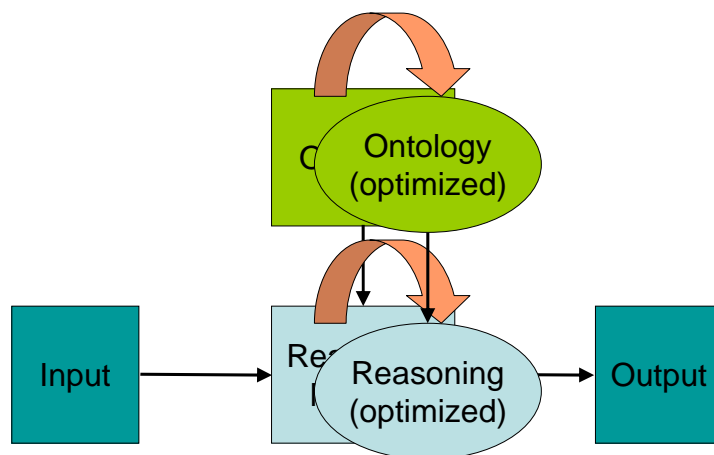 Ontology
(optimized)
Input
Reasoning
(optimized)
Output